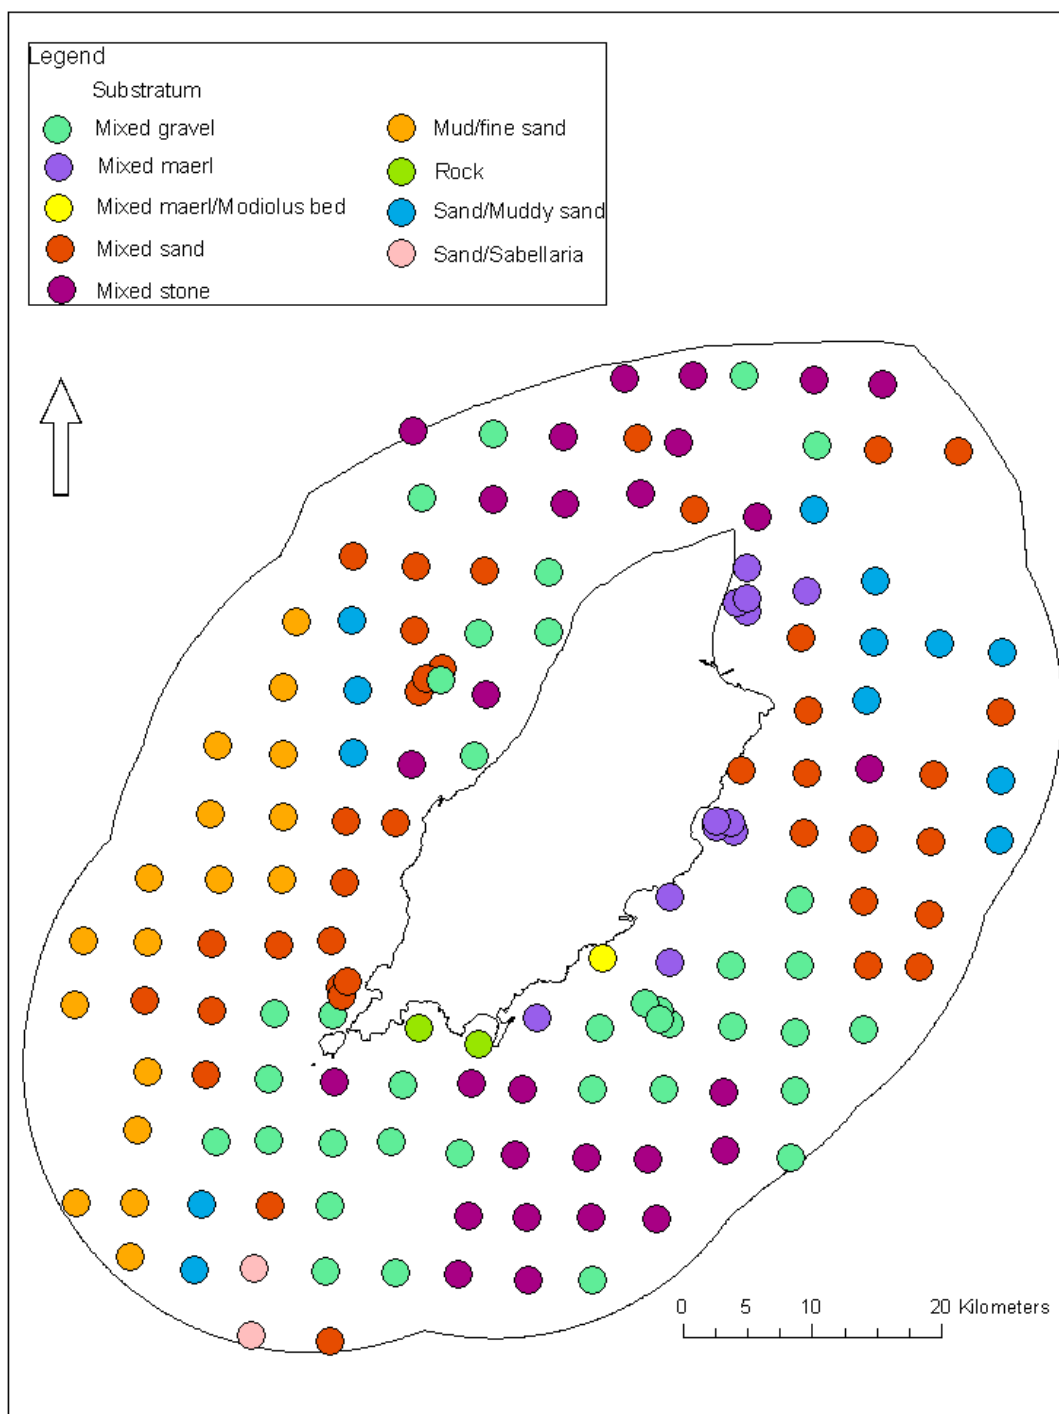 Legend
Substratum
Mixed gravel
Mixed maerl
Mixed maerl/Modiolus bed
Mixed sand
Mixed stone
Mud/fine sand
Rock
Sand/Muddy sand
Sand/Sabellaria
0 5 10 20 Kilometers